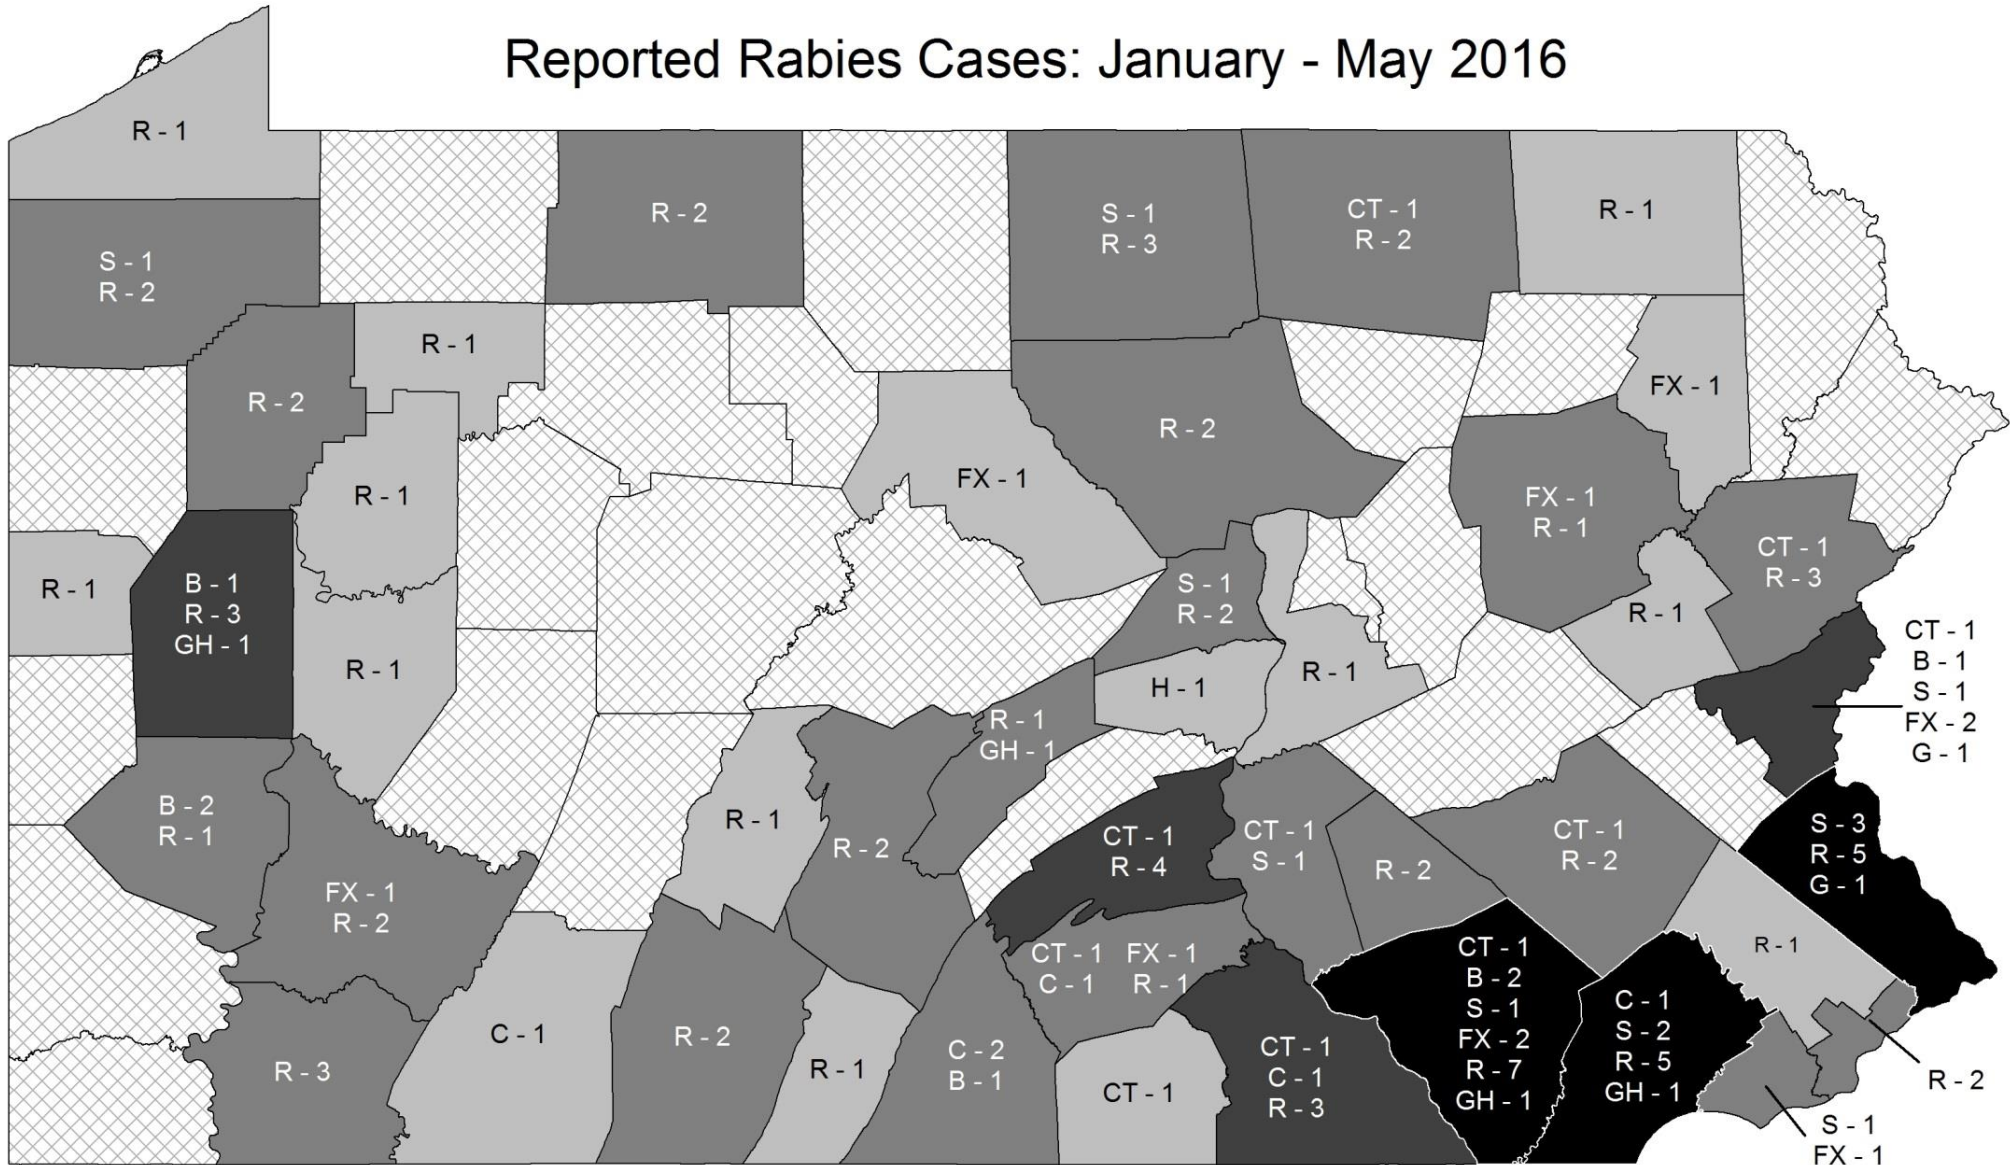 Reported Rabies Cases: January - May 2016
R - 1
S - 1
R - 2
R - 2
S - 1
R - 3
CT - 1
R - 2
R - 1
R - 1
R - 2
FX - 1
R - 2
FX - 1
R - 1
FX - 1
R - 1
CT - 1
R - 3
R - 1
B - 1
R - 3
GH - 1
R - 1
S - 1
R - 2
R - 1
H - 1
R - 1
CT - 1
B - 1
S - 1
FX - 2
G - 1
R - 1
GH - 1
B - 2
R - 1
R - 1
R - 2
CT - 1
R - 4
CT - 1
S - 1
R - 2
CT - 1
R - 2
S - 3
R - 5
G - 1
FX - 1
R - 2
CT - 1 FX - 1
C - 1 R - 1
R - 1
CT - 1
B - 2
S - 1
FX - 2
R - 7
GH - 1
C - 1
S - 2
R - 5
GH - 1
R - 3
C - 1
R - 2
R - 1
C - 2
B - 1
CT - 1
CT - 1
C - 1
R - 3
R - 2
S - 1
FX - 1